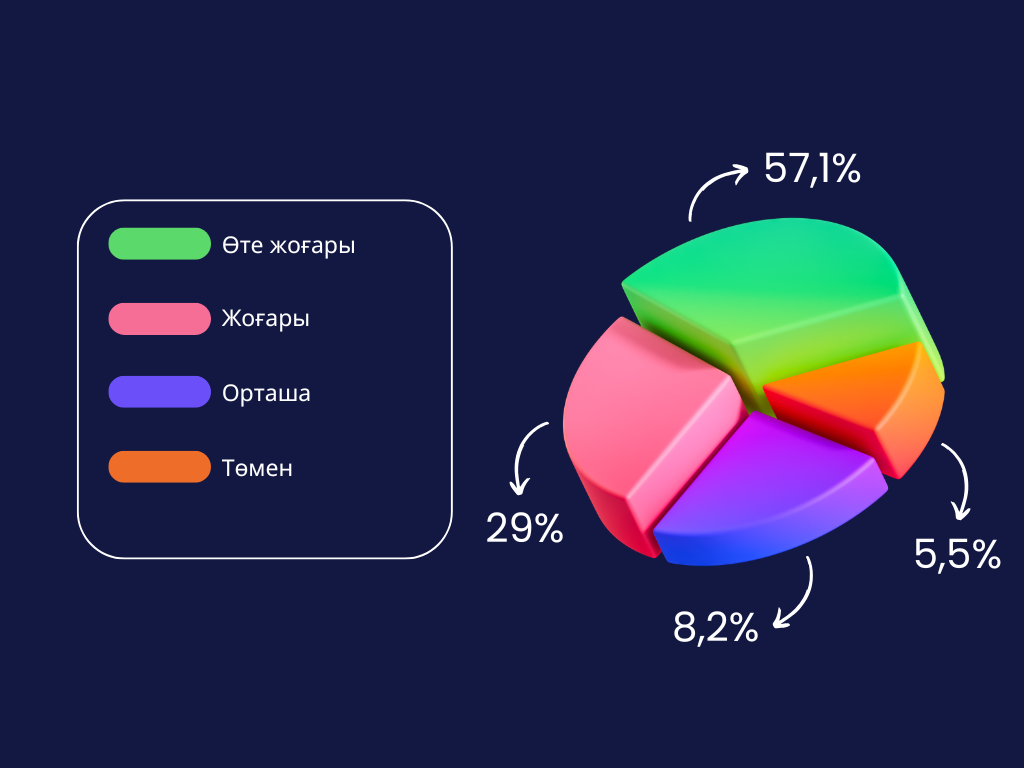 Өте жоғары
Жоғары
Орташа
Төмен
57,1%
29%
5,5%
8,2%